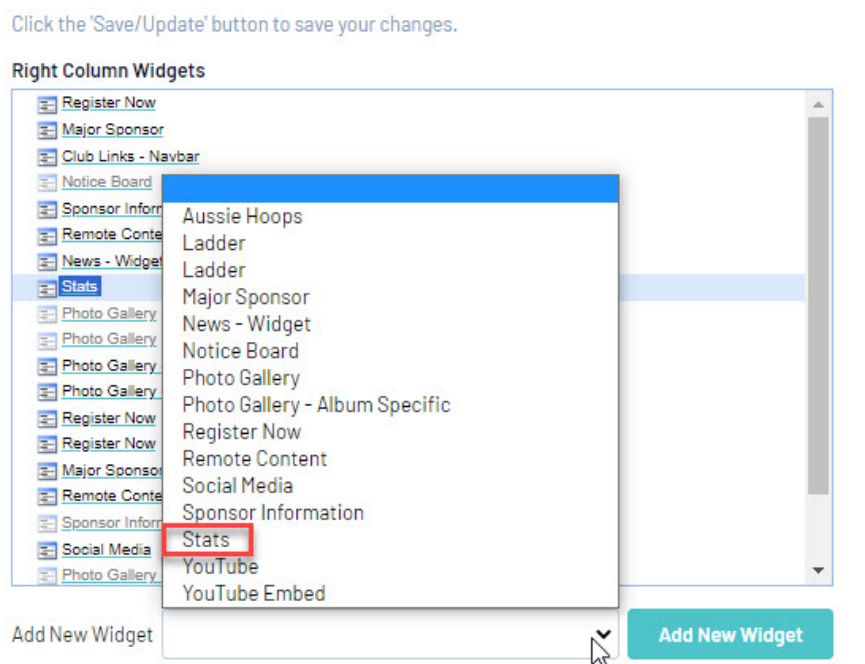 Click the 'Save/Update' button to save your changes.
Right Column Widgets
Register Now
Major Sponsor
Club Links - Navbar
Notice Board
Sponsor Inform
Remote Conte
News - Widget
Stats
Photo Gallery
Photo Gallery
Photo Gallery
Photo Gallery
Register Now
Register Now
Major Sponsor
Remote Conte
Sponsor Inform
Social Media
Photo Gallery
Aussie Hoops
Ladder
Ladder
Major Sponsor
News - Widget
Notice Board
Photo Gallery
Photo Gallery - Album Specific
Register Now
Remote Content
Social Media
Sponsor Information
Stats
YouTube
YouTube Embed
Add New Widget
Add New Widget